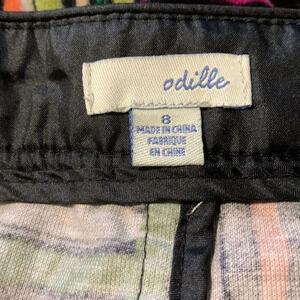 odille
8
MADE IN CHINA
FABRIQUE
EN CHINE